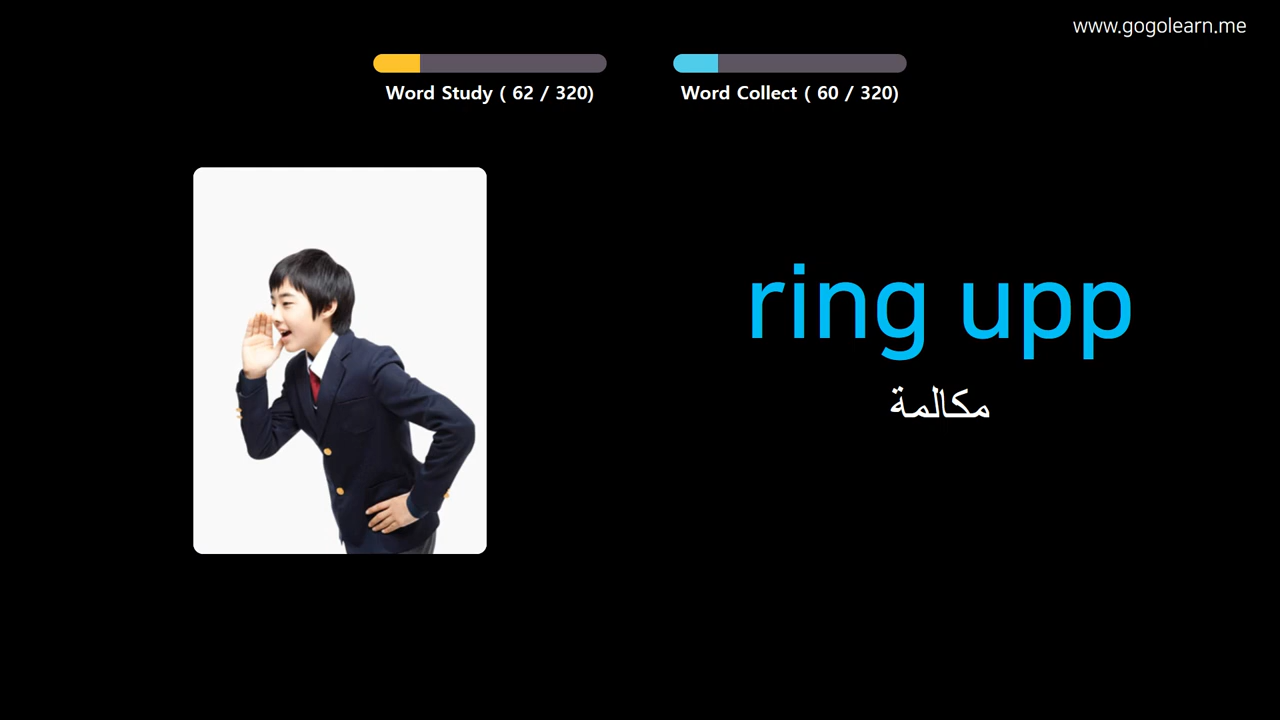 www.gogolearn.me
Word Study ( 62 / 320)
Word Collect ( 60 / 320)
ring upp
مكالمة